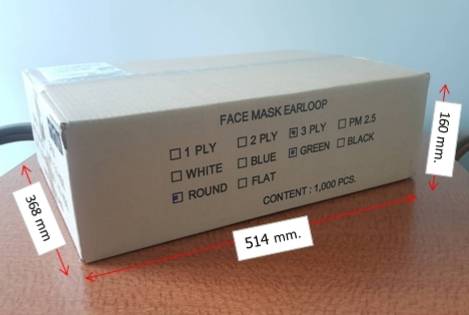 FACE MASK EARLOOP
☐ 1 PLY ☐ 2 PLY ☒ 3 PLY ☐ PM 2.5
☐ WHITE ☐ BLUE ☒ GREEN ☐ BLACK
☒ ROUND ☐ FLAT
CONTENT : 1,000 PCS.
368 mm
514 mm.
160 mm.